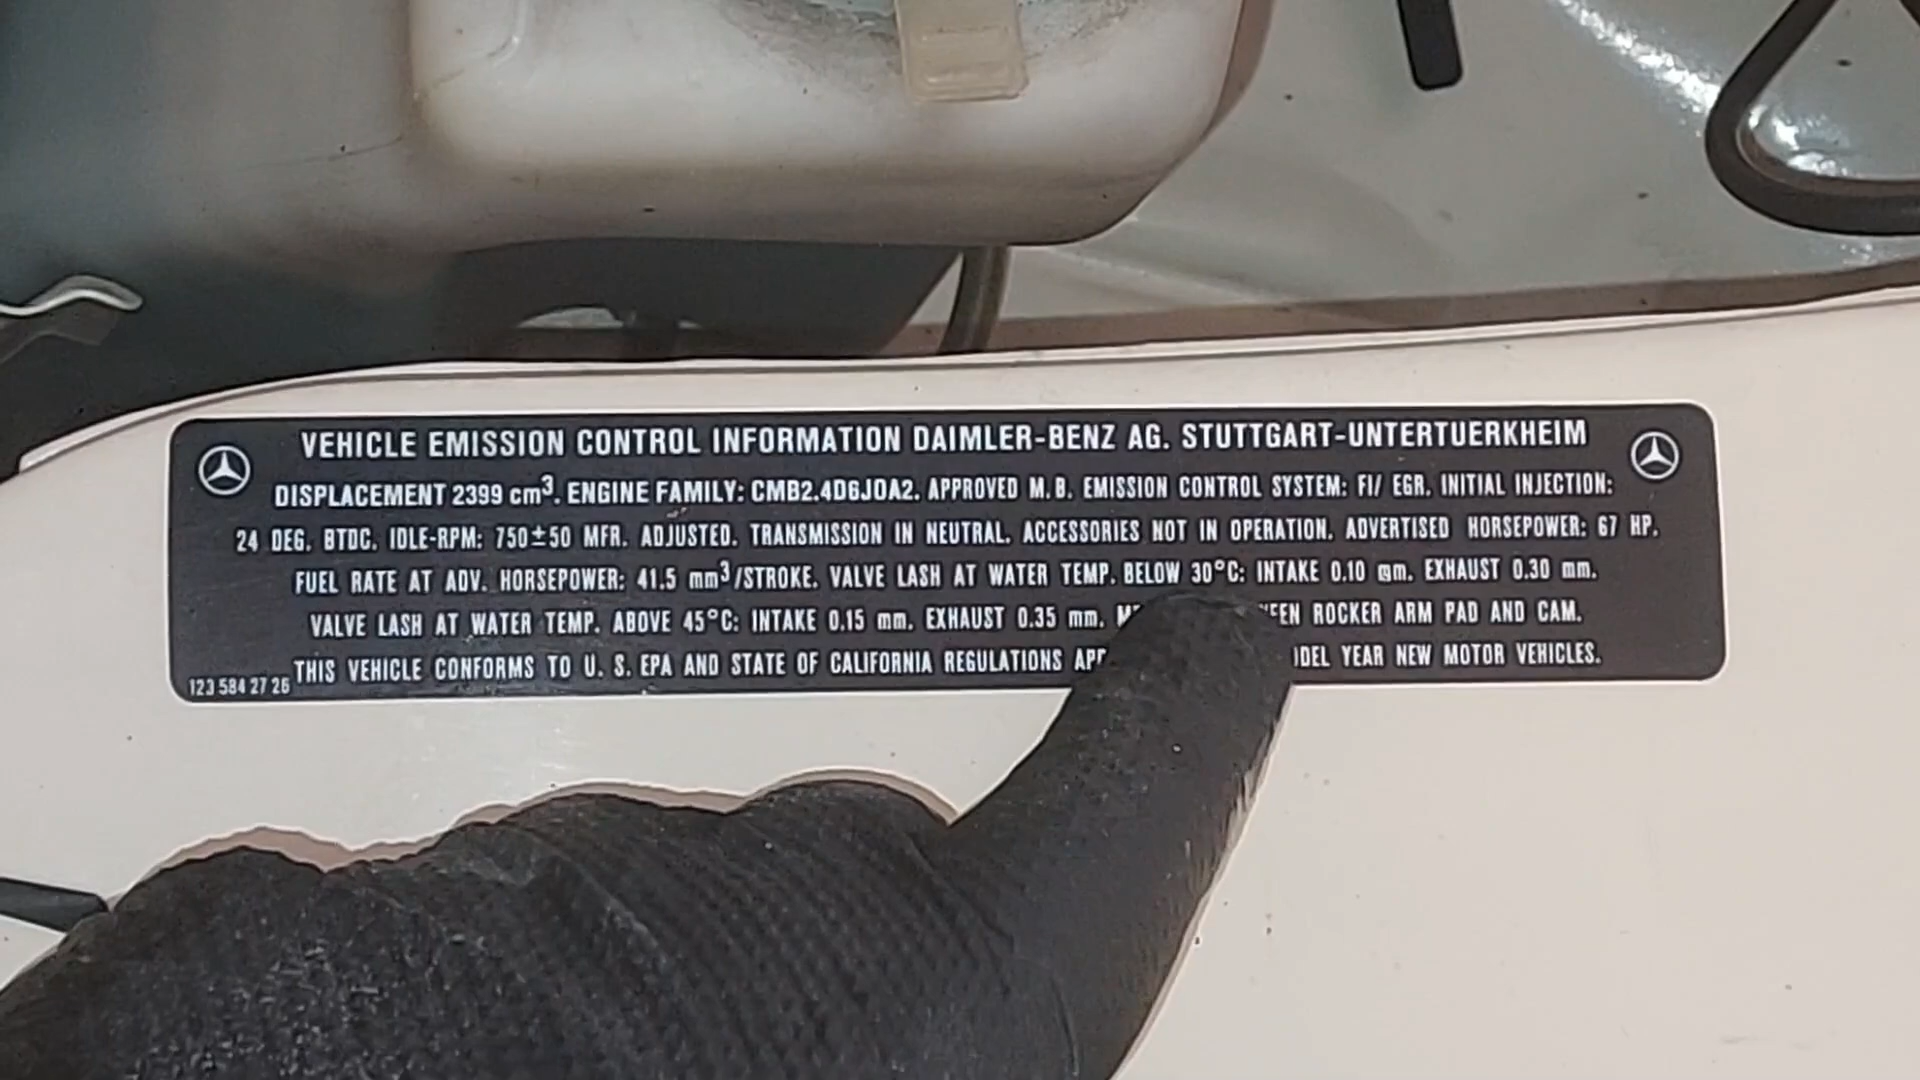 VEHICLE EMISSION CONTROL INFORMATION DAIMLER-BENZ AG. STUTTGART-UNTERTUERKHEIM
DISPLACEMENT 2399 cm³. ENGINE FAMILY: CMB2.4D6JDA2. APPROVED M. B. EMISSION CONTROL SYSTEM: FI/ EGR. INITIAL INJECTION:
24 DEG. BTDC. IDLE-RPM: 750±50 MFR. ADJUSTED. TRANSMISSION IN NEUTRAL. ACCESSORIES NOT IN OPERATION. ADVERTISED HORSEPOWER: 67 HP.
FUEL RATE AT ADV. HORSEPOWER: 41.5 mm³/STROKE. VALVE LASH AT WATER TEMP. BELOW 30°C: INTAKE 0.10 mm. EXHAUST 0.30 mm.
VALVE LASH AT WATER TEMP. ABOVE 45°C: INTAKE 0.15 mm. EXHAUST 0.35 mm. ROCKER ARM PAD AND CAM.
THIS VEHICLE CONFORMS TO U. S. EPA AND STATE OF CALIFORNIA REGULATIONS YEAR NEW MOTOR VEHICLES.
123 584 27 26